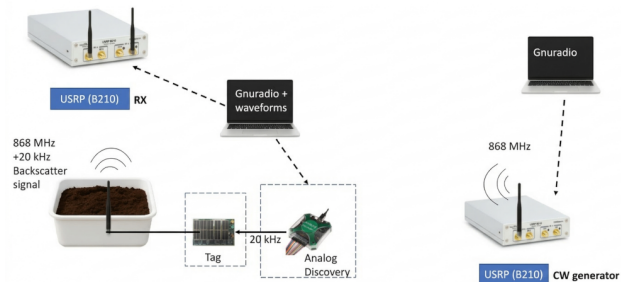 USRP (B210) RX
Gnuradio +
waveforms
868 MHz
+20 kHz
Backscatter
signal
20 kHz
Tag
Analog
Discovery
Gnuradio
868 MHz
USRP (B210) CW generator